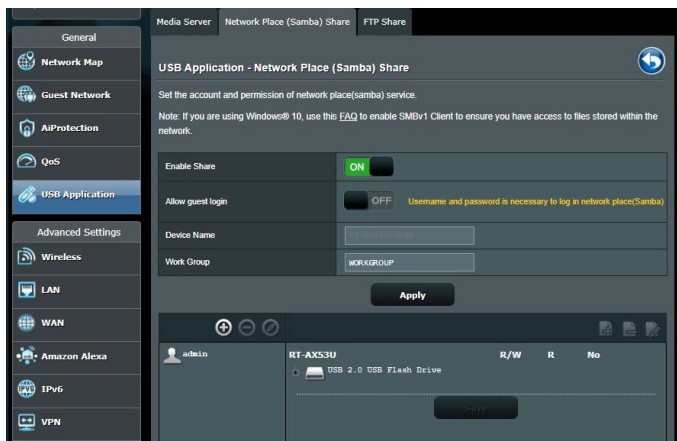 Media Server
Network Place (Samba) Share
FTP Share
General
Network Map
Guest Network
AiProtection
QoS
USB Application
Advanced Settings
Wireless
LAN
WAN
Amazon Alexa
IPv6
VPN
USB Application - Network Place (Samba) Share
Set the account and permission of network place(samba) service.
Note: If you are using Windows® 10, use this FAQ to enable SMBv1 Client to ensure you have access to files stored within the
network.
Enable Share
ON
Allow guest login
OFF
Username and password is necessary to log in network place(Samba)
Device Name
Work Group
WORKGROUP
Apply
admin
RT-AX53U
R/W
R
No
USB 2.0 USB Flash Drive
Save